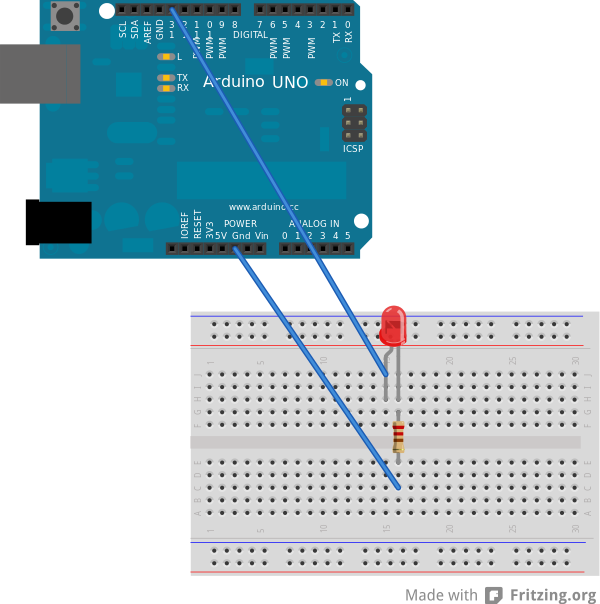 SCL
SDA
AREF
GND
13
12
PWM 11
PWM 10
PWM 9
8
DIGITAL
7
PWM 6
PWM 5
4
PWM 3
2
TX 1
RX 0
L
TX
RX
Arduino UNO
ON
1
ICSP
www.arduino.cc
POWER
ANALOG IN
IOREF
RESET
3V3
5V Gnd Vin
0 1 2 3 4 5
1 5 10 15 20 25 30
J
I
H
G
F
E
D
C
B
A
1 5 10 15 20 25 30
Made with Fritzing.org